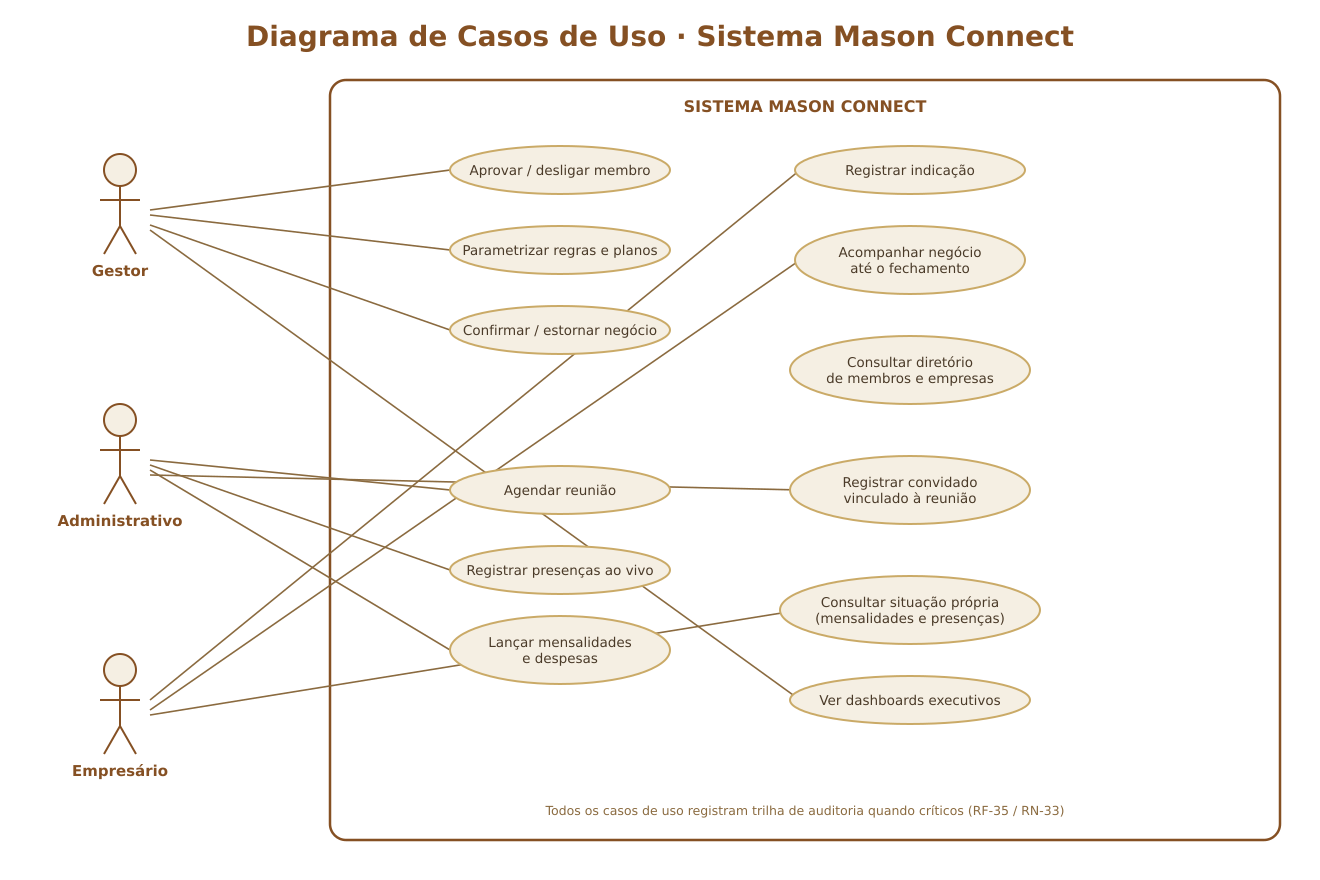 Diagrama de Casos de Uso · Sistema Mason Connect
SISTEMA MASON CONNECT
Gestor
Administrativo
Empresário
Aprovar / desligar membro
Parametrizar regras e planos
Confirmar / estornar negócio
Agendar reunião
Registrar presenças ao vivo
Lançar mensalidades
e despesas
Registrar indicação
Acompanhar negócio
até o fechamento
Consultar diretório
de membros e empresas
Registrar convidado
vinculado à reunião
Consultar situação própria
(mensalidades e presenças)
Ver dashboards executivos
Todos os casos de uso registram trilha de auditoria quando críticos (RF-35 / RN-33)